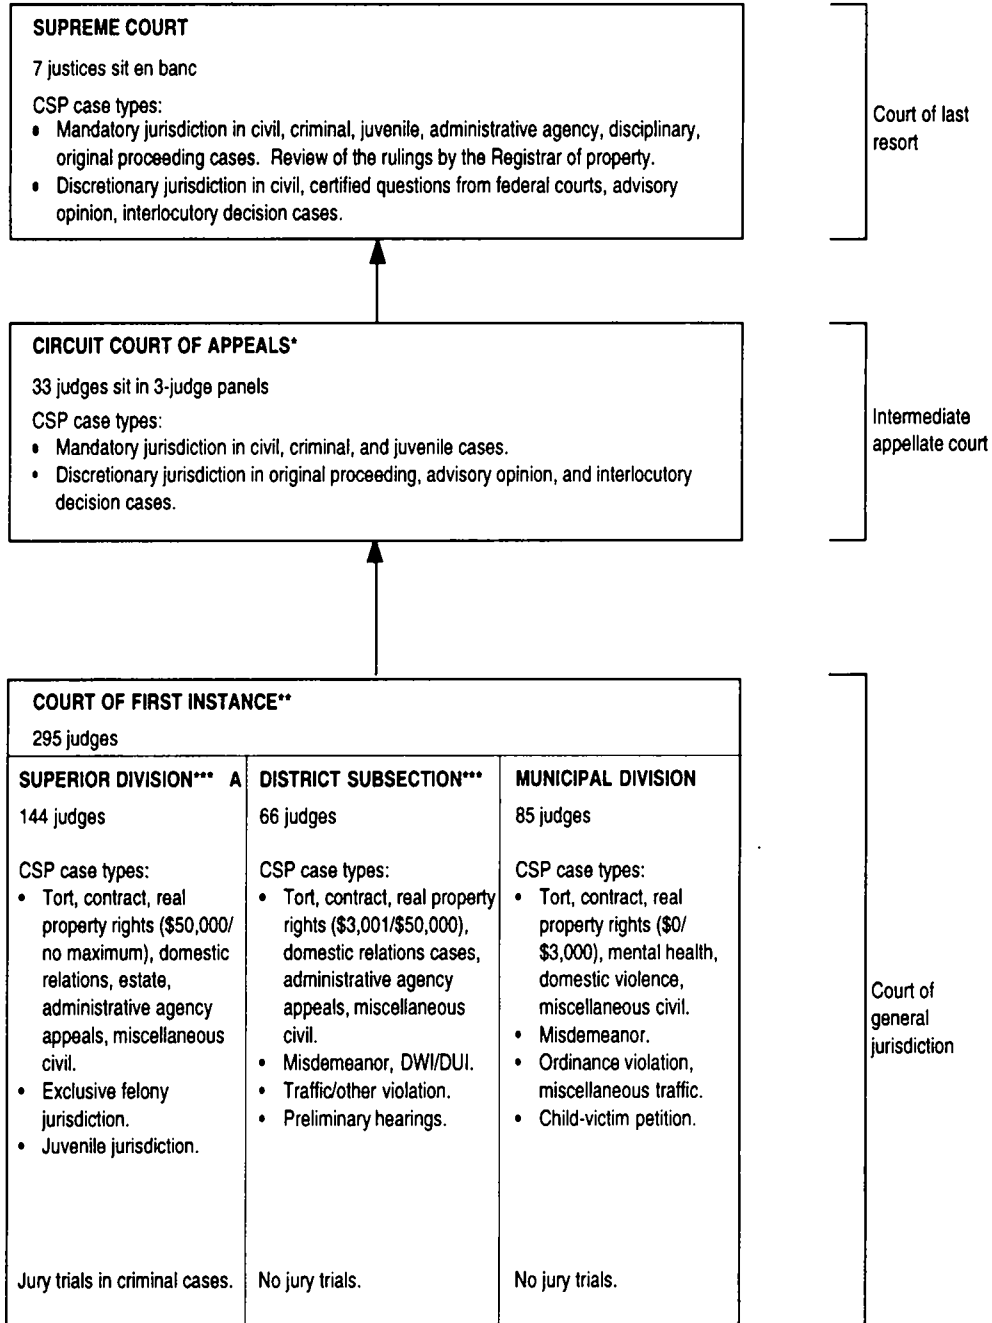 SUPREME COURT
7 justices sit en banc
CSP case types:
• Mandatory jurisdiction in civil, criminal, juvenile, administrative agency, disciplinary,
original proceeding cases. Review of the rulings by the Registrar of property.
• Discretionary jurisdiction in civil, certified questions from federal courts, advisory
opinion, interlocutory decision cases.
Court of last
resort
CIRCUIT COURT OF APPEALS*
33 judges sit in 3-judge panels
CSP case types:
• Mandatory jurisdiction in civil, criminal, and juvenile cases.
• Discretionary jurisdiction in original proceeding, advisory opinion, and interlocutory
decision cases.
Intermediate
appellate court
COURT OF FIRST INSTANCE**
295 judges
SUPERIOR DIVISION*** A
144 judges
CSP case types:
• Tort, contract, real
property rights ($50,000/
no maximum), domestic
relations, estate,
administrative agency
appeals, miscellaneous
civil.
• Exclusive felony
jurisdiction.
• Juvenile jurisdiction.
Jury trials in criminal cases.
DISTRICT SUBSECTION***
66 judges
CSP case types:
• Tort, contract, real property
rights ($3,001/$50,000),
domestic relations cases,
administrative agency
appeals, miscellaneous
civil.
• Misdemeanor, DWI/DUI.
• Traffic/other violation.
• Preliminary hearings.
No jury trials.
MUNICIPAL DIVISION
85 judges
CSP case types:
• Tort, contract, real
property rights ($0/
$3,000), mental health,
domestic violence,
miscellaneous civil.
• Misdemeanor.
• Ordinance violation,
miscellaneous traffic.
• Child-victim petition.
No jury trials.
Court of
general
jurisdiction